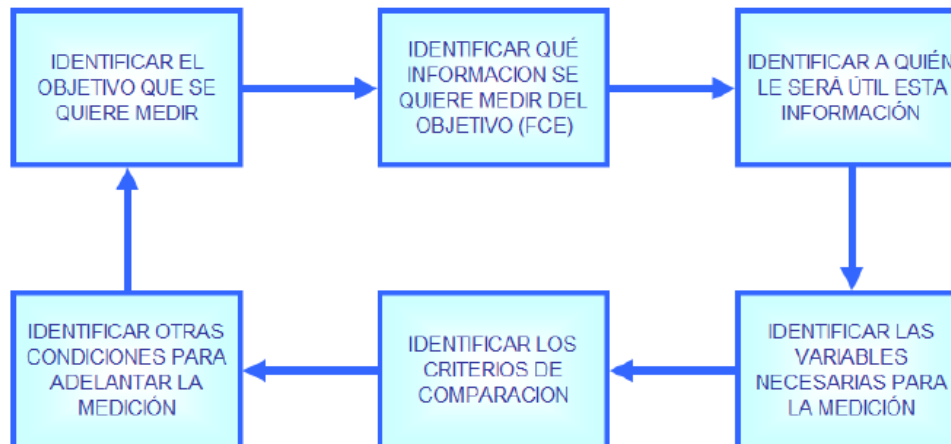 IDENTIFICAR EL
OBJETIVO QUE SE
QUIERE MEDIR
IDENTIFICAR QUÉ
INFORMACION SE
QUIERE MEDIR DEL
OBJETIVO (FCE)
IDENTIFICAR A QUIÉN
LE SERÁ ÚTIL ESTA
INFORMACIÓN
IDENTIFICAR LAS
VARIABLES
NECESARIAS PARA
LA MEDICIÓN
IDENTIFICAR LOS
CRITERIOS DE
COMPARACION
IDENTIFICAR OTRAS
CONDICIONES PARA
ADELANTAR LA
MEDICIÓN